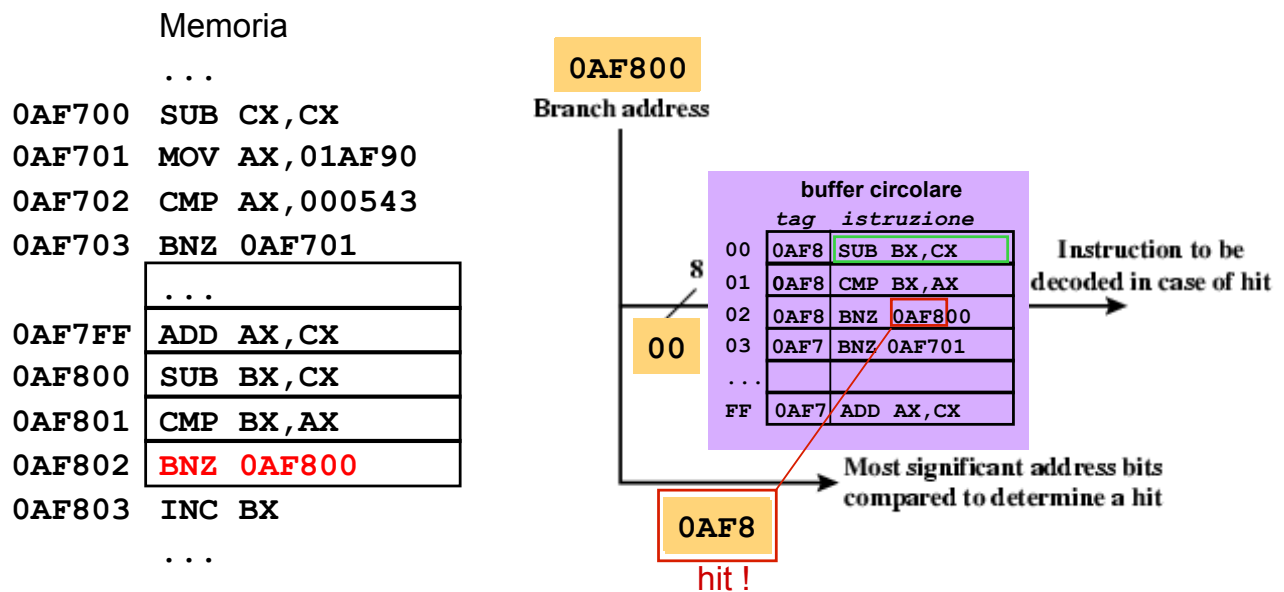 Memoria
...
0AF700 SUB CX,CX
0AF701 MOV AX,01AF90
0AF702 CMP AX,000543
0AF703 BNZ 0AF701
...
0AF7FF ADD AX,CX
0AF800 SUB BX,CX
0AF801 CMP BX,AX
0AF802 BNZ 0AF800
0AF803 INC BX
...
0AF800
Branch address
8
00
buffer circolare
tag istruzione
00 0AF8 SUB BX,CX
01 0AF8 CMP BX,AX
02 0AF8 BNZ 0AF800
03 0AF7 BNZ 0AF701
...
FF 0AF7 ADD AX,CX
Instruction to be
decoded in case of hit
Most significant address bits
compared to determine a hit
0AF8
hit !